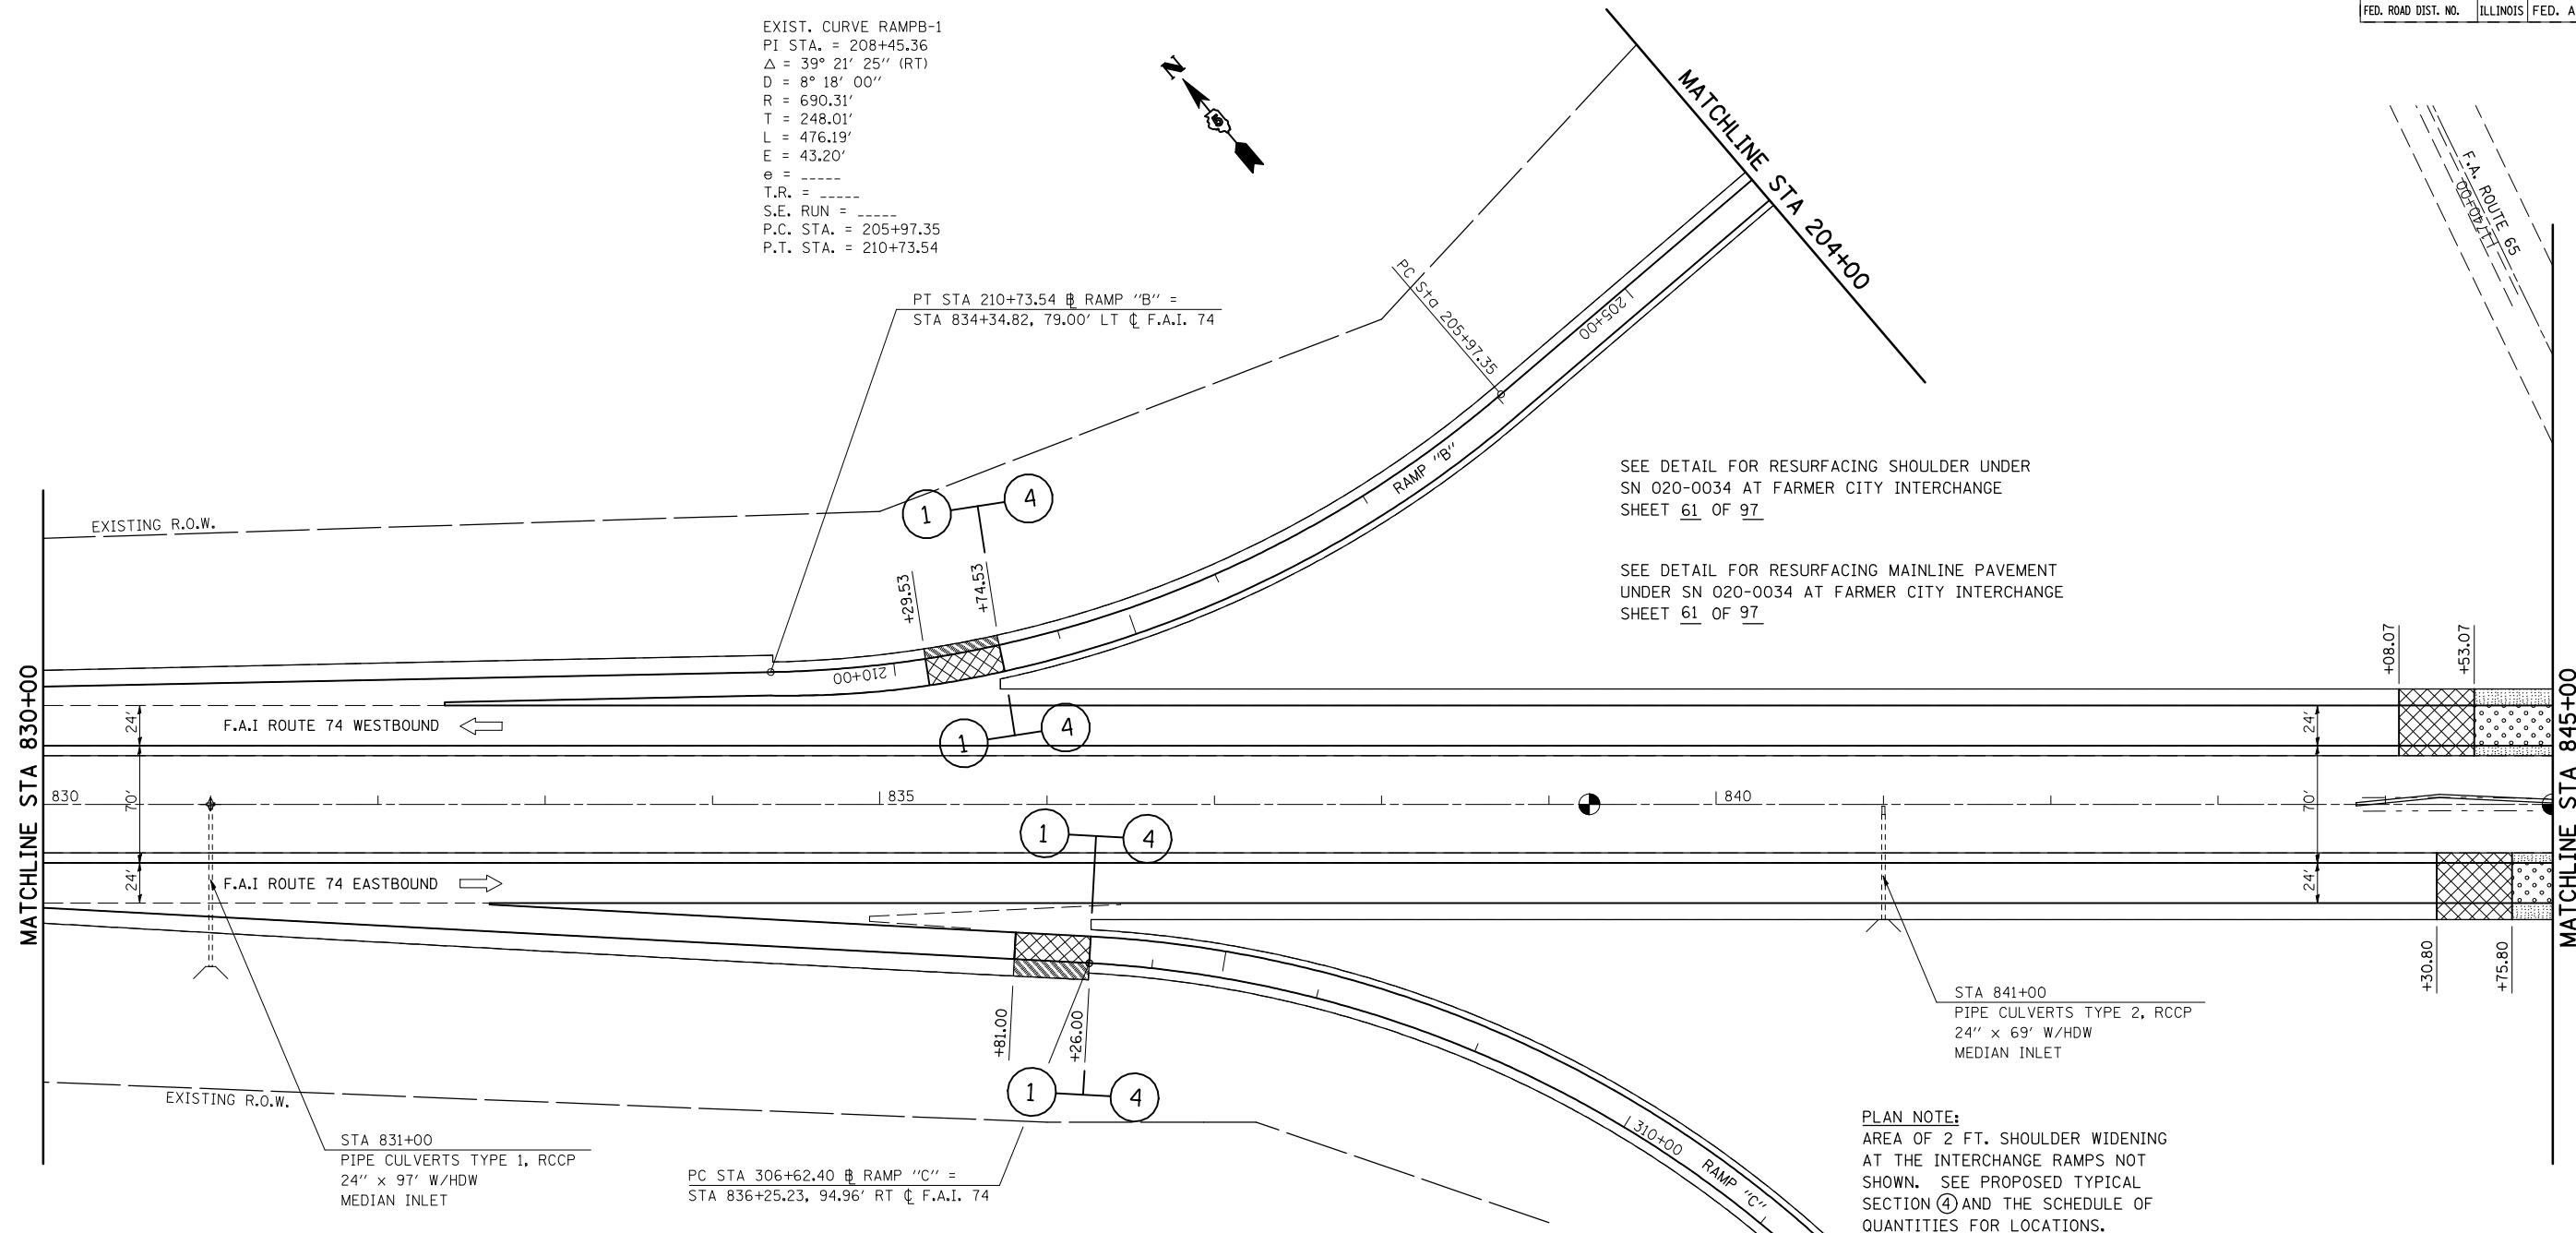 FED. ROAD DIST. NO. ILLINOIS FED. A
EXIST. CURVE RAMPB-1
PI STA. = 208+45.36
Δ = 39° 21' 25'' (RT)
D = 8° 18' 00''
R = 690.31'
T = 248.01'
L = 476.19'
E = 43.20'
e = _____
T.R. = _____
S.E. RUN = _____
P.C. STA. = 205+97.35
P.T. STA. = 210+73.54
N
5
MATCHLINE STA 204+00
F.A. ROUTE 65
1740+00
PT STA 210+73.54 ℄ RAMP ''B'' =
STA 834+34.82, 79.00' LT ℄ F.A.I. 74
PC Sta 205+97.35
205+00
RAMP ''B''
SEE DETAIL FOR RESURFACING SHOULDER UNDER
SN 020-0034 AT FARMER CITY INTERCHANGE
SHEET 61 OF 97
SEE DETAIL FOR RESURFACING MAINLINE PAVEMENT
UNDER SN 020-0034 AT FARMER CITY INTERCHANGE
SHEET 61 OF 97
EXISTING R.O.W.
1 4
+29.53
+74.53
210+00
+08.07
+53.07
MATCHLINE STA 830+00
24'
F.A.I ROUTE 74 WESTBOUND
1 4
24'
MATCHLINE STA 845+00
830
835
840
70'
70'
1 4
24'
F.A.I ROUTE 74 EASTBOUND
24'
+81.00
+26.00
+30.80
+75.80
STA 841+00
PIPE CULVERTS TYPE 2, RCCP
24'' x 69' W/HDW
MEDIAN INLET
1 4
EXISTING R.O.W.
310+00
RAMP ''C''
STA 831+00
PIPE CULVERTS TYPE 1, RCCP
24'' x 97' W/HDW
MEDIAN INLET
PC STA 306+62.40 ℄ RAMP ''C'' =
STA 836+25.23, 94.96' RT ℄ F.A.I. 74
PLAN NOTE:
AREA OF 2 FT. SHOULDER WIDENING
AT THE INTERCHANGE RAMPS NOT
SHOWN. SEE PROPOSED TYPICAL
SECTION 4 AND THE SCHEDULE OF
QUANTITIES FOR LOCATIONS.